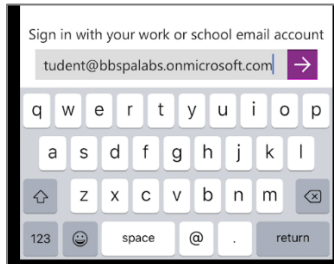 Sign in with your work or school email account
tudent@bbspalabs.onmicrosoft.com
q w e r t y u i o p
a s d f g h j k l
z x c v b n m
123 space @ . return